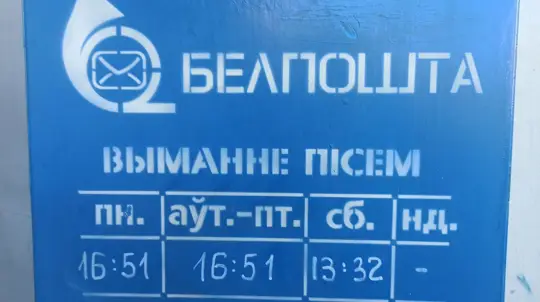 БЕЛПОШТА
ВЫМАННЕ ПІСЕМ
пн. аўт.-пт. сб. нд.
16:51 16:51 13:32 -